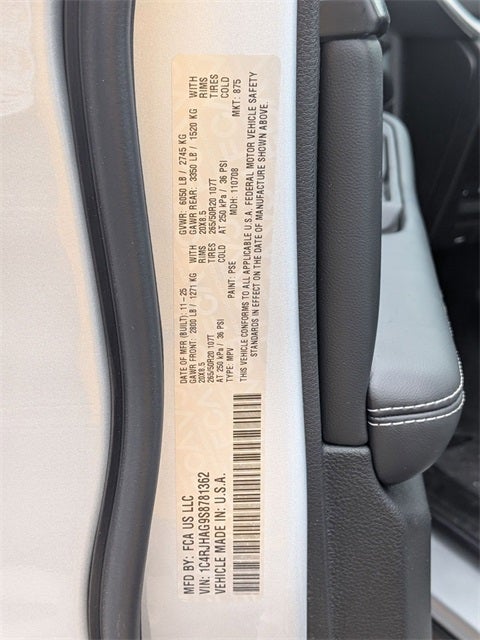 MFD BY: FCA US LLC
DATE OF MFR (BUILT): 11-25
GVWR: 6050 LB / 2745 KG
GAWR FRONT: 2800 LB / 1271 KG WITH
GAWR REAR: 3350 LB / 1520 KG WITH
20X8.5 RIMS
20X8.5 RIMS
265/50R20 107T TIRES
265/50R20 107T TIRES
AT 250 kPa / 36 PSI COLD
AT 250 kPa / 36 PSI COLD
VIN: 1C4RJHAG9S8781362
TYPE: MPV
PAINT: PSE
MDH: 110708
MKT: 875
VEHICLE MADE IN: U.S.A.
THIS VEHICLE CONFORMS TO ALL APPLICABLE U.S.A. FEDERAL MOTOR VEHICLE SAFETY
STANDARDS IN EFFECT ON THE DATE OF MANUFACTURE SHOWN ABOVE.